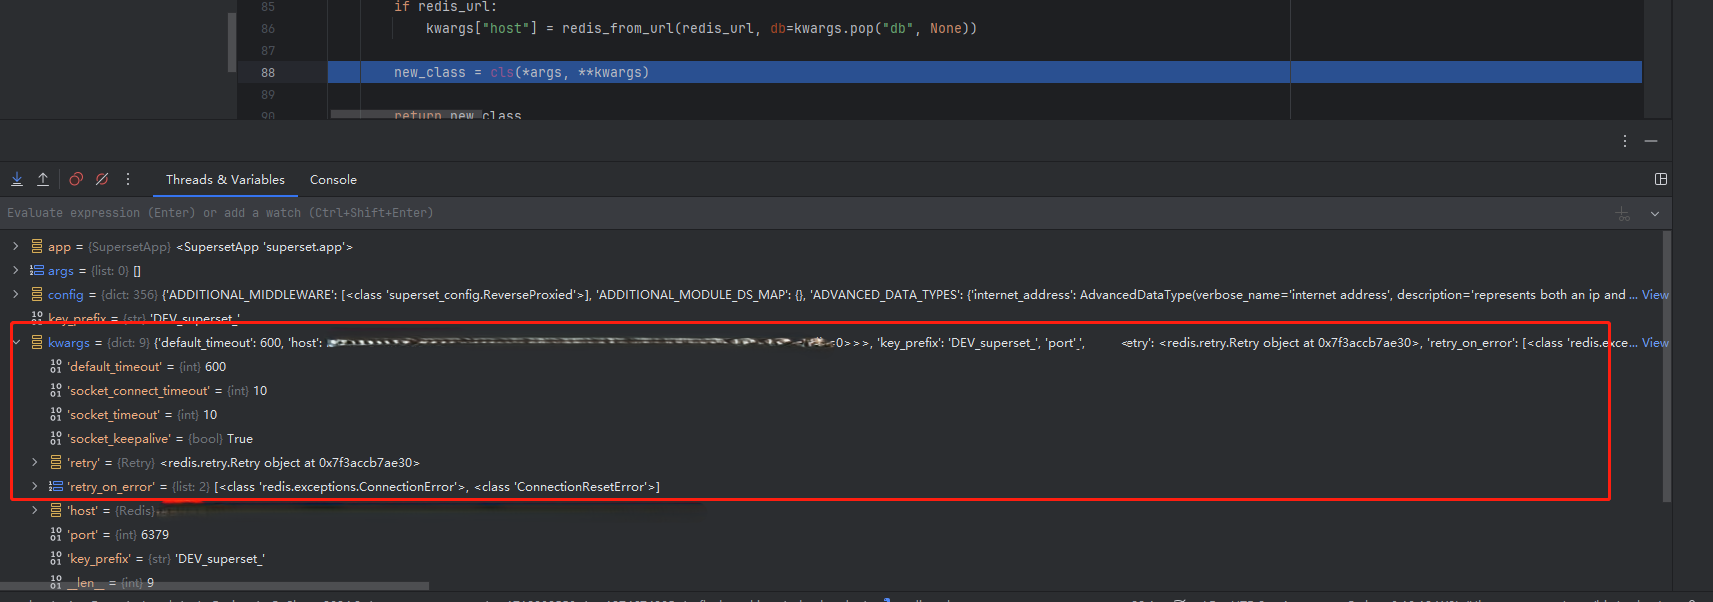 85 if redis_url:
86 kwargs["host"] = redis_from_url(redis_url, db=kwargs.pop("db", None))
87
88 new_class = cls(*args, **kwargs)
89
90 return new_class
Threads & Variables Console
Evaluate expression (Enter) or add a watch (Ctrl+Shift+Enter)
app = {SupersetApp} <SupersetApp 'superset.app'>
args = {list: 0} []
config = {dict: 356} {'ADDITIONAL_MIDDLEWARE': [<class 'superset_config.ReverseProxied'>], 'ADDITIONAL_MODULE_DS_MAP': {}, 'ADVANCED_DATA_TYPES': {'internet_address': AdvancedDataType(verbose_name='internet address', description='represents both an ip and ... View
key_prefix = {str} 'DEV_superset_'
kwargs = {dict: 9} {'default_timeout': 600, 'host': =0>>>, 'key_prefix': 'DEV_superset_', 'port'_', etry': <redis.retry.Retry object at 0x7f3accb7ae30>, 'retry_on_error': [<class 'redis.exce... View
'default_timeout' = {int} 600
'socket_connect_timeout' = {int} 10
'socket_timeout' = {int} 10
'socket_keepalive' = {bool} True
'retry' = {Retry} <redis.retry.Retry object at 0x7f3accb7ae30>
'retry_on_error' = {list: 2} [<class 'redis.exceptions.ConnectionError'>, <class 'ConnectionResetError'>]
'host' = {Redis}
'port' = {int} 6379
'key_prefix' = {str} 'DEV_superset_'
__len__ = {int} 9